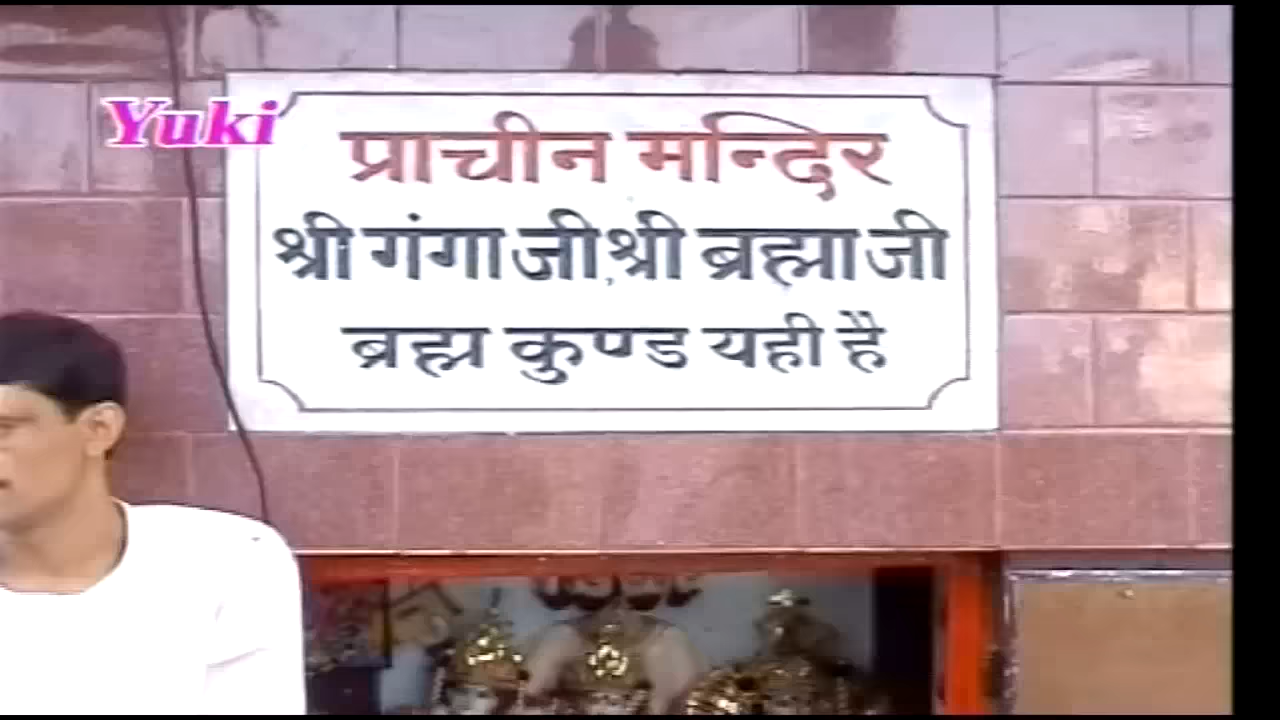 Yuki
प्राचीन मन्दिर
श्री गंगा जी, श्री ब्रह्मा जी
ब्रह्म कुण्ड यही है